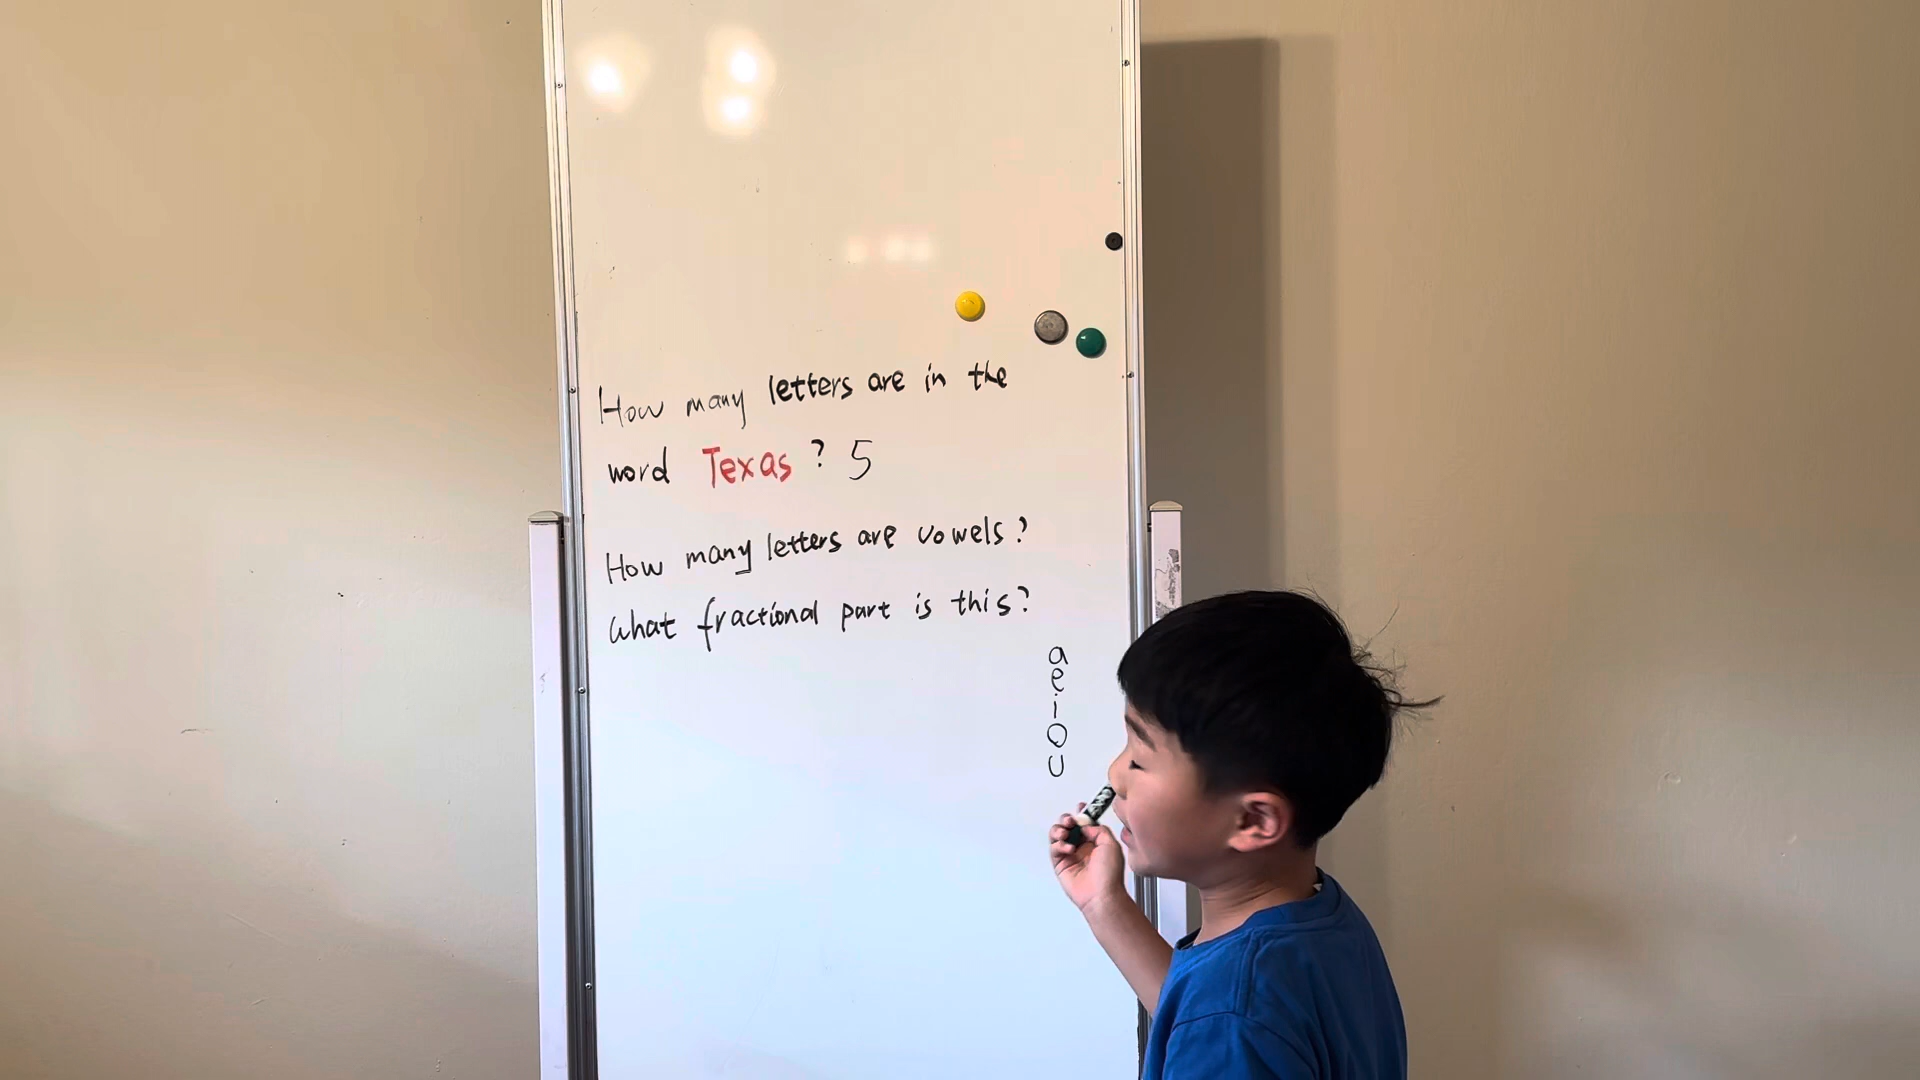 How many letters are in the
word Texas? 5
How many letters are vowels?
What fractional part is this?
a
e
i
o
u